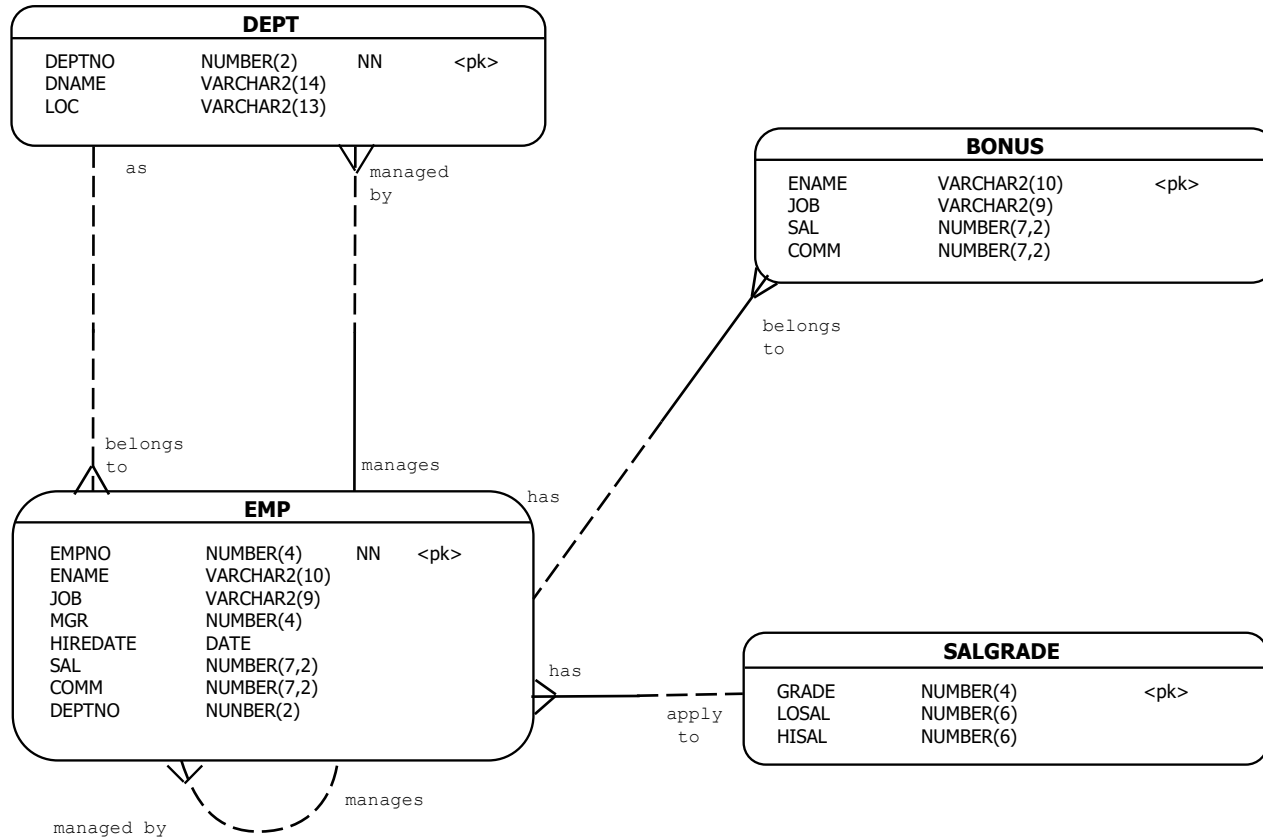 DEPT
DEPTNO NUMBER(2) NN <pk>
DNAME VARCHAR2(14)
LOC VARCHAR2(13)
as
managed
by
BONUS
ENAME VARCHAR2(10) <pk>
JOB VARCHAR2(9)
SAL NUMBER(7,2)
COMM NUMBER(7,2)
belongs
to
belongs
to
manages
has
EMP
EMPNO NUMBER(4) NN <pk>
ENAME VARCHAR2(10)
JOB VARCHAR2(9)
MGR NUMBER(4)
HIREDATE DATE
SAL NUMBER(7,2)
COMM NUMBER(7,2)
DEPTNO NUNBER(2)
has
apply
to
SALGRADE
GRADE NUMBER(4) <pk>
LOSAL NUMBER(6)
HISAL NUMBER(6)
manages
managed by